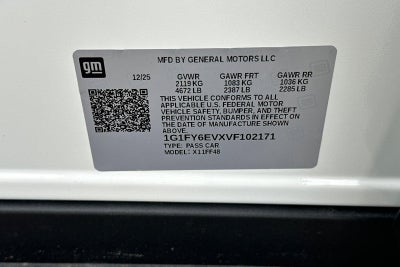 gm
MFD BY GENERAL MOTORS LLC
12/25 GVWR GAWR FRT GAWR RR
2119 KG 1083 KG 1036 KG
4672 LB 2387 LB 2285 LB
THIS VEHICLE CONFORMS TO ALL
APPLICABLE U.S. FEDERAL MOTOR
VEHICLE SAFETY, BUMPER, AND THEFT
PREVENTION STANDARDS IN EFFECT ON
THE DATE OF MANUFACTURE SHOWN
ABOVE.
1G1FY6EVXVF102171
TYPE: PASS CAR
MODEL: X11FF48